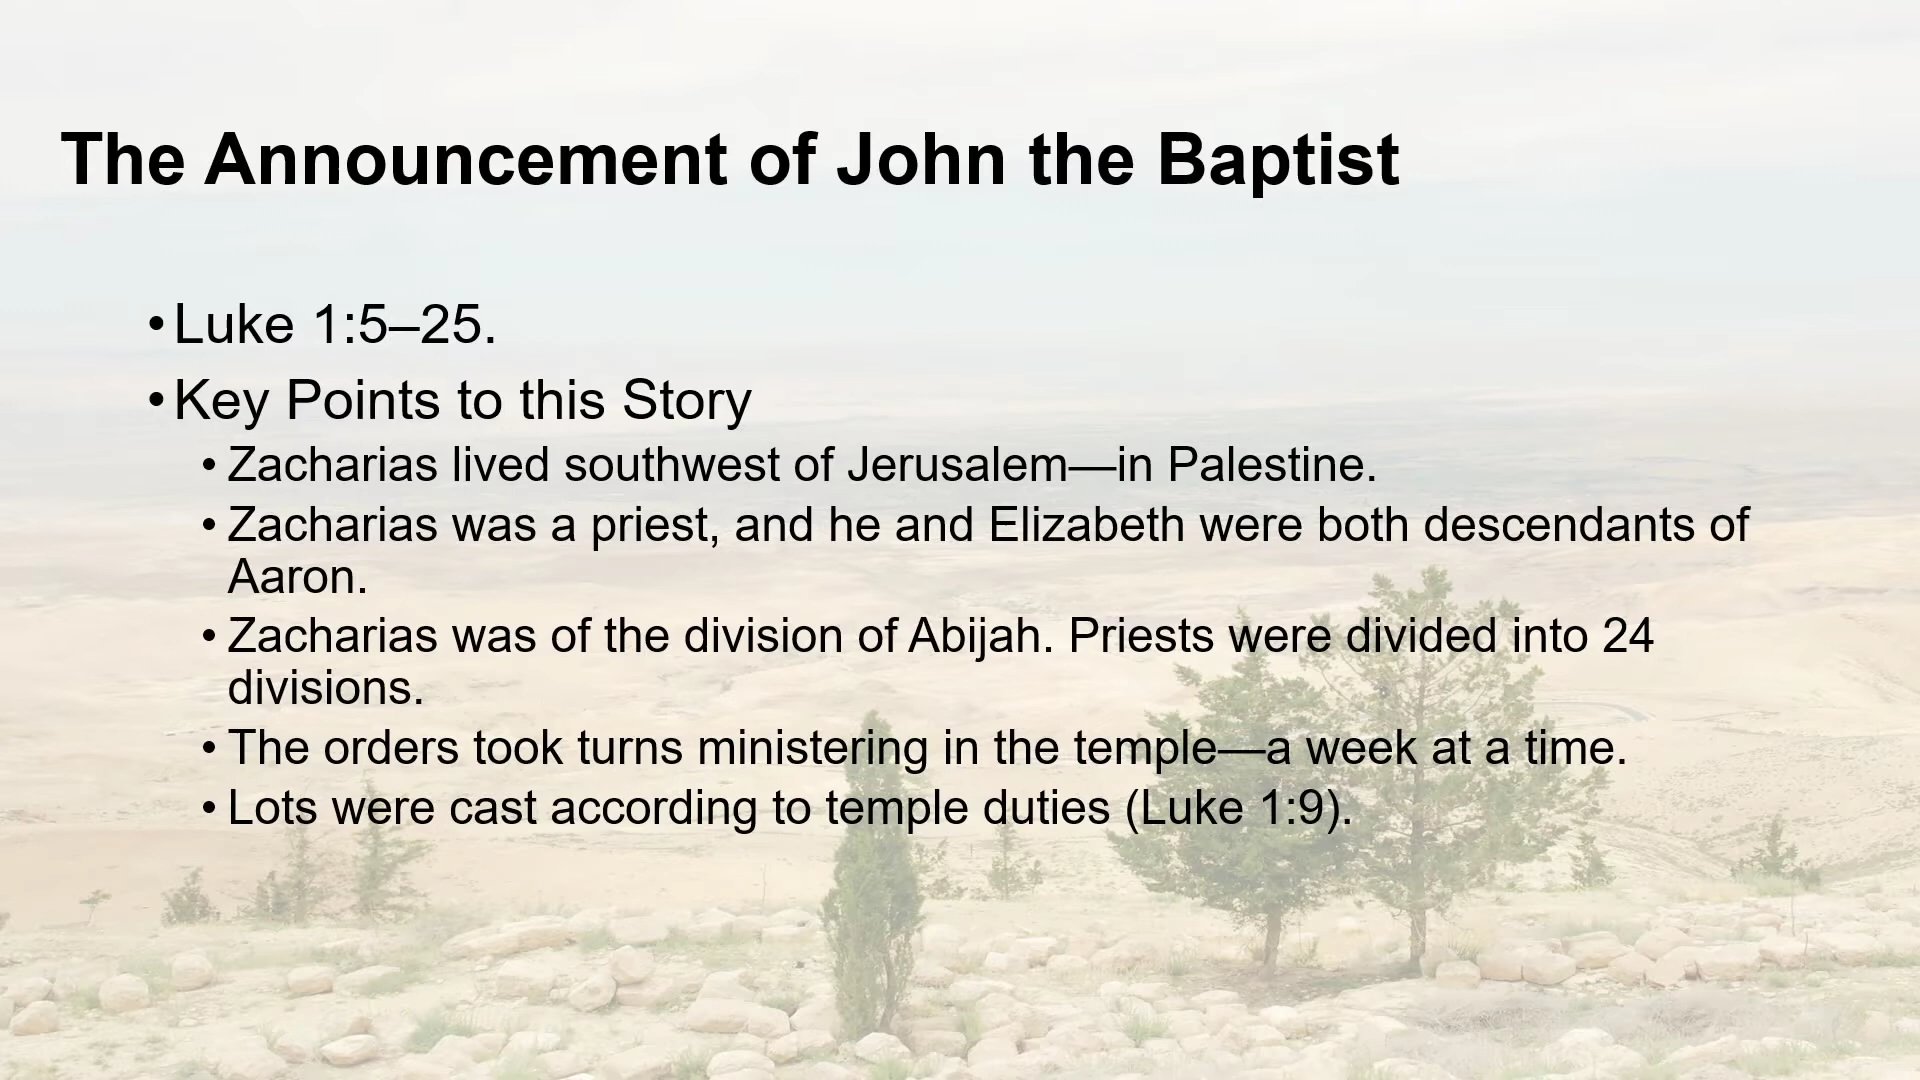 The Announcement of John the Baptist
•Luke 1:5–25.
•Key Points to this Story
•Zacharias lived southwest of Jerusalem—in Palestine.
•Zacharias was a priest, and he and Elizabeth were both descendants of
Aaron.
•Zacharias was of the division of Abijah. Priests were divided into 24
divisions.
•The orders took turns ministering in the temple—a week at a time.
•Lots were cast according to temple duties (Luke 1:9).